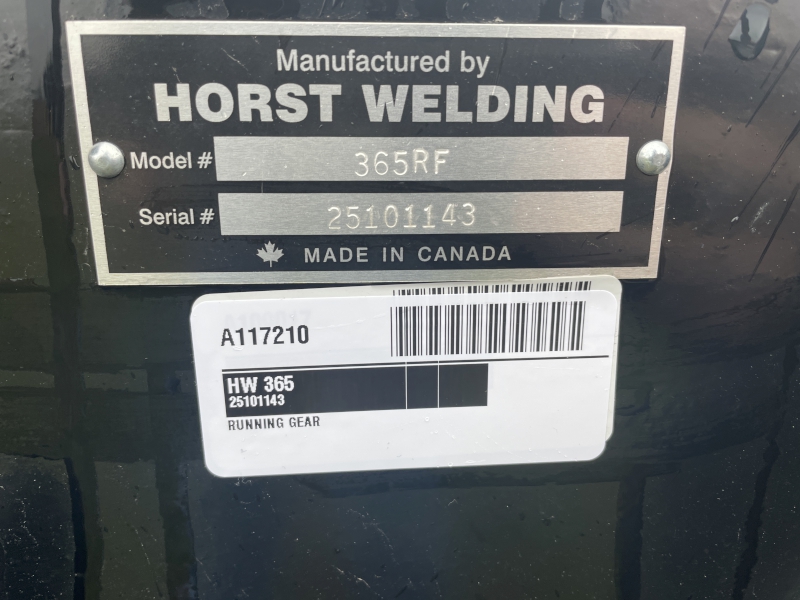 Manufactured by
HORST WELDING
Model # 365RF
Serial # 25101143
MADE IN CANADA
A117210
HW 365
25101143
RUNNING GEAR